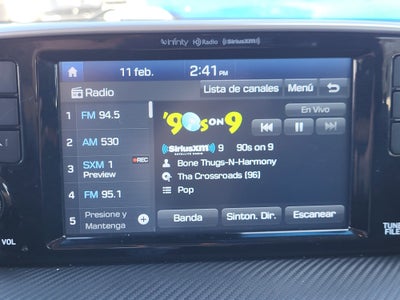 infinity HD Radio SiriusXM
11 feb. 2:41 PM
Radio Lista de canales Menú
En Vivo
1 FM 94.5
2 AM 530
3 SXM 1 REC
Preview
4 FM 95.1
5 Presione y
Mantenga
'90s ON 9
SiriusXM 9 90s on 9
SATELLITE RADIO
Bone Thugs-N-Harmony
Tha Crossroads (96)
Pop
Banda Sinton. Dir. Escanear
VOL
TUNE
FILE